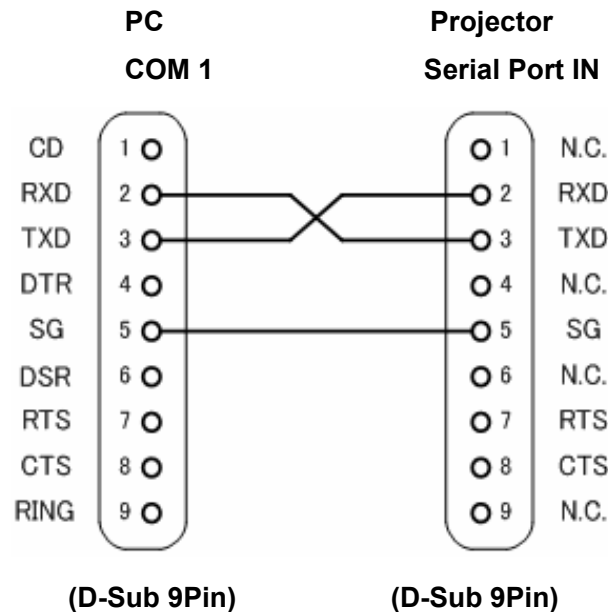 PC Projector
COM 1 Serial Port IN
CD 1 1 N.C.
RXD 2 2 RXD
TXD 3 3 TXD
DTR 4 4 N.C.
SG 5 5 SG
DSR 6 6 N.C.
RTS 7 7 RTS
CTS 8 8 CTS
RING 9 9 N.C.
(D-Sub 9Pin) (D-Sub 9Pin)